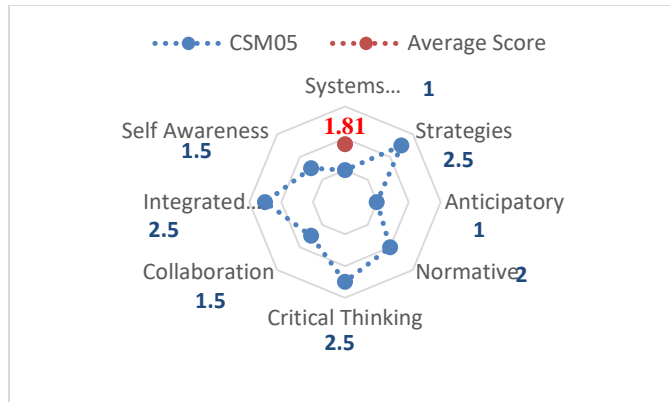 CSM05 Average Score
Systems... 1
1.81
Self Awareness Strategies
1.5 2.5
Integrated... Anticipatory
2.5 1
Collaboration Normative 2
1.5
Critical Thinking
2.5